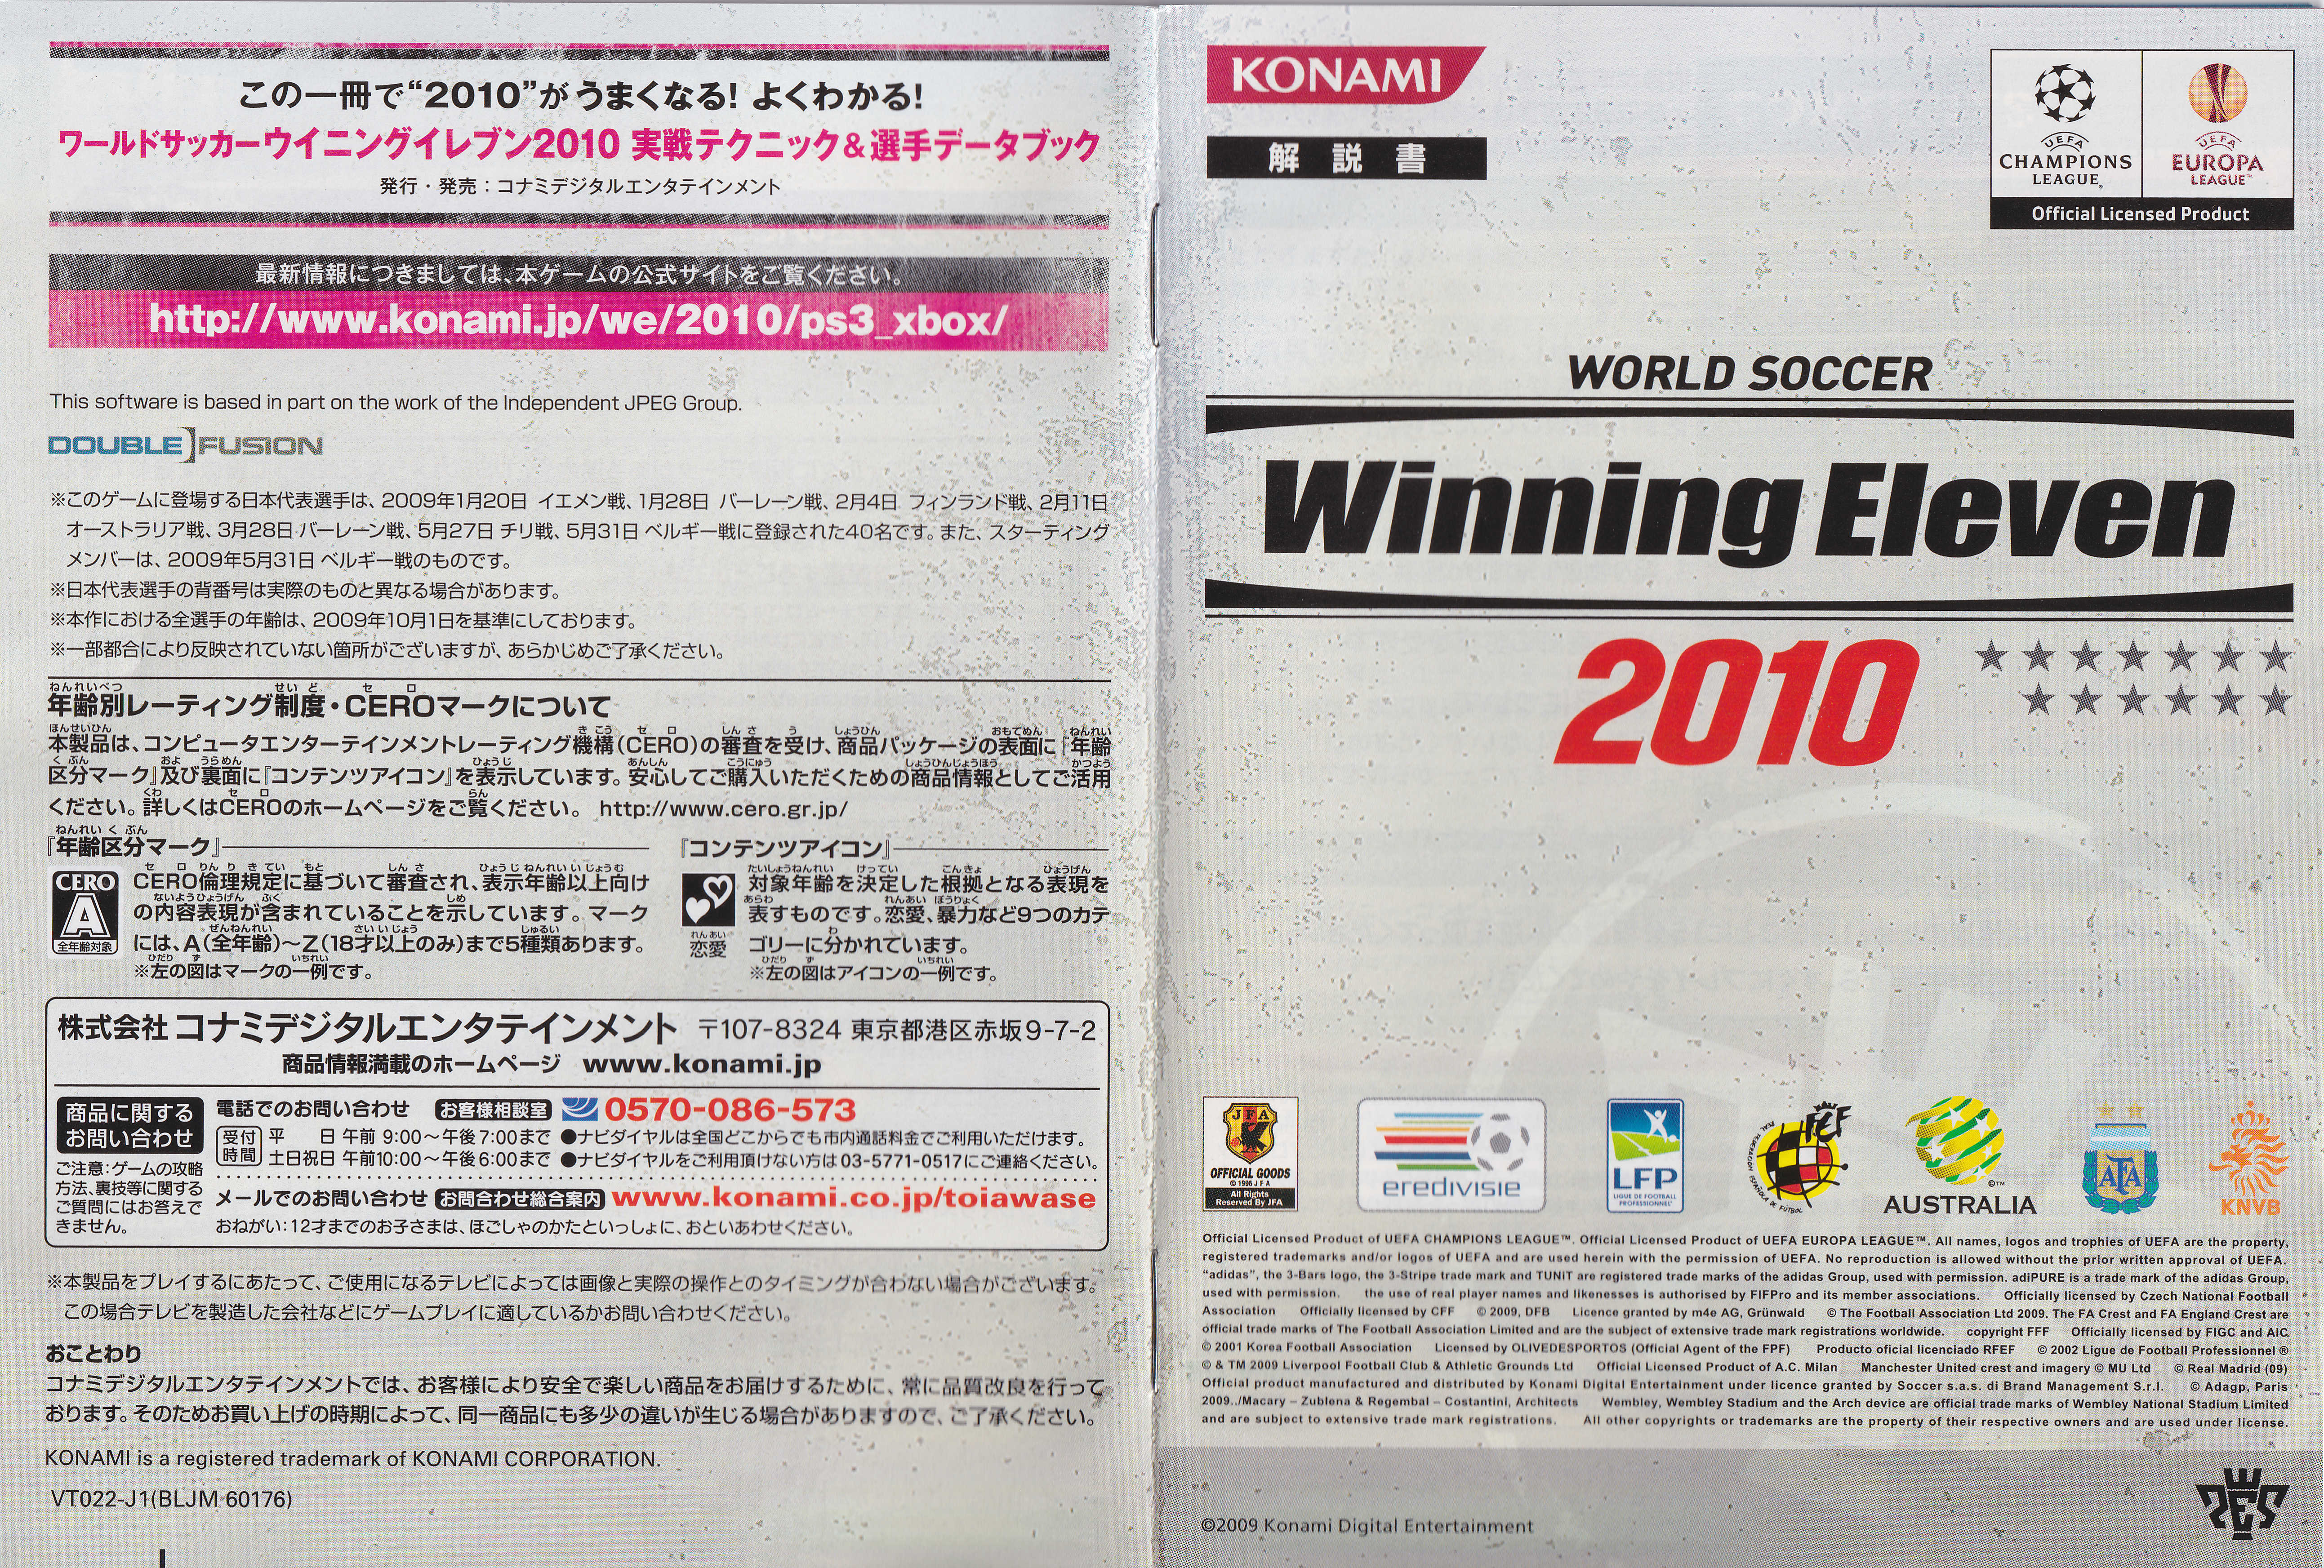 この一冊で“2010”がうまくなる! よくわかる!
ワールドサッカーウイニングイレブン2010 実戦テクニック&選手データブック
発行・発売：コナミデジタルエンタテインメント
最新情報につきましては、本ゲームの公式サイトをご覧ください。
http://www.konami.jp/we/2010/ps3_xbox/
This software is based in part on the work of the Independent JPEG Group.
DOUBLE FUSION
※このゲームに登場する日本代表選手は、2009年1月20日 イエメン戦、1月28日 バーレーン戦、2月4日 フィンランド戦、2月11日
オーストラリア戦、3月28日 バーレーン戦、5月27日 チリ戦、5月31日 ベルギー戦に登録された40名です。また、スターティング
メンバーは、2009年5月31日 ベルギー戦のものです。
※日本代表選手の背番号は実際のものと異なる場合があります。
※本作における全選手の年齢は、2009年10月1日を基準にしております。
※一部都合により反映されていない箇所がございますが、あらかじめご了承ください。
年齢別レーティング制度・CEROマークについて
本製品は、コンピュータエンターテインメントレーティング機構(CERO)の審査を受け、商品パッケージの表面に『年齢
区分マーク』及び裏面に『コンテンツアイコン』を表示しています。安心してご購入いただくための商品情報としてご活用
ください。詳しくはCEROのホームページをご覧ください。 http://www.cero.gr.jp/
『年齢区分マーク』
CERO
A
全年齢対象
CERO倫理規定に基づいて審査され、表示年齢以上向け
の内容表現が含まれていることを示しています。マーク
には、A(全年齢)～Z(18才以上のみ)まで5種類あります。
※左の図はマークの一例です。
『コンテンツアイコン』
恋愛
対象年齢を決定した根拠となる表現を
表すものです。恋愛、暴力など9つのカテ
ゴリーに分かれています。
※左の図はアイコンの一例です。
株式会社 コナミデジタルエンタテインメント 〒107-8324 東京都港区赤坂9-7-2
商品情報満載のホームページ www.konami.jp
商品に関する
お問い合わせ
ご注意：ゲームの攻略
方法、裏技等に関する
ご質問にはお答えで
きません。
電話でのお問い合わせ お客様相談室 0570-086-573
受付時間 平 日 午前 9:00～午後7:00まで ●ナビダイヤルは全国どこからでも市内通話料金でご利用いただけます。
土日祝日 午前10:00～午後6:00まで ●ナビダイヤルをご利用頂けない方は03-5771-0517にご連絡ください。
メールでのお問い合わせ お問合わせ総合案内 www.konami.co.jp/toiawase
おねがい：12才までのお子さまは、ほごしゃのかたといっしょに、おといあわせください。
※本製品をプレイするにあたって、ご使用になるテレビによっては画像と実際の操作とのタイミングが合わない場合がございます。
この場合テレビを製造した会社などにゲームプレイに適しているかお問い合わせください。
おことわり
コナミデジタルエンタテインメントでは、お客様により安全で楽しい商品をお届けするために、常に品質改良を行って
おります。そのためお買い上げの時期によって、同一商品にも多少の違いが生じる場合がありますので、ご了承ください。
KONAMI is a registered trademark of KONAMI CORPORATION.
VT022-J1(BLJM 60176)
KONAMI
解説書
UEFA
CHAMPIONS
LEAGUE®
UEFA
EUROPA
LEAGUE™
Official Licensed Product
WORLD SOCCER
Winning Eleven
2010
JFA
OFFICIAL GOODS
© 1996 J F A
All Rights
Reserved By JFA
eredivisie
LFP
LIGUE DE FOOTBALL
PROFESSIONNEL
REAL FEDERACION ESPAÑOLA DE FUTBOL
FEF
©™
AUSTRALIA
AFA
KNVB
Official Licensed Product of UEFA CHAMPIONS LEAGUE™. Official Licensed Product of UEFA EUROPA LEAGUE™. All names, logos and trophies of UEFA are the property,
registered trademarks and/or logos of UEFA and are used herein with the permission of UEFA. No reproduction is allowed without the prior written approval of UEFA.
"adidas", the 3-Bars logo, the 3-Stripe trade mark and TUNiT are registered trade marks of the adidas Group, used with permission. adiPURE is a trade mark of the adidas Group,
used with permission. the use of real player names and likenesses is authorised by FIFPro and its member associations. Officially licensed by Czech National Football
Association Officially licensed by CFF © 2009, DFB Licence granted by m4e AG, Grünwald © The Football Association Ltd 2009. The FA Crest and FA England Crest are
official trade marks of The Football Association Limited and are the subject of extensive trade mark registrations worldwide. copyright FFF Officially licensed by FIGC and AIC
© 2001 Korea Football Association Licensed by OLIVEDESPORTOS (Official Agent of the FPF) Producto oficial licenciado RFEF © 2002 Ligue de Football Professionnel ®
© & TM 2009 Liverpool Football Club & Athletic Grounds Ltd Official Licensed Product of A.C. Milan Manchester United crest and imagery © MU Ltd © Real Madrid (09)
Official product manufactured and distributed by Konami Digital Entertainment under licence granted by Soccer s.a.s. di Brand Management S.r.l. © Adagp, Paris
2009../Macary – Zublena & Regembal – Costantini, Architects Wembley, Wembley Stadium and the Arch device are official trade marks of Wembley National Stadium Limited
and are subject to extensive trade mark registrations. All other copyrights or trademarks are the property of their respective owners and are used under license.
©2009 Konami Digital Entertainment
PES